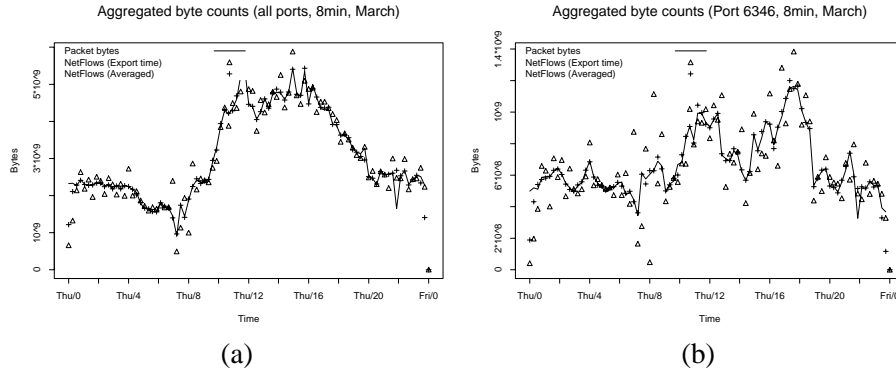 Aggregated byte counts (all ports, 8min, March)
Packet bytes
NetFlows (Export time)
NetFlows (Averaged)
Bytes
5*10^9
3*10^9
10^9
0
Thu/0 Thu/4 Thu/8 Thu/12 Thu/16 Thu/20 Fri/0
Time
(a)
Aggregated byte counts (Port 6346, 8min, March)
Packet bytes
NetFlows (Export time)
NetFlows (Averaged)
Bytes
1.4*10^9
10^9
6*10^8
2*10^8
0
Thu/0 Thu/4 Thu/8 Thu/12 Thu/16 Thu/20 Fri/0
Time
(b)